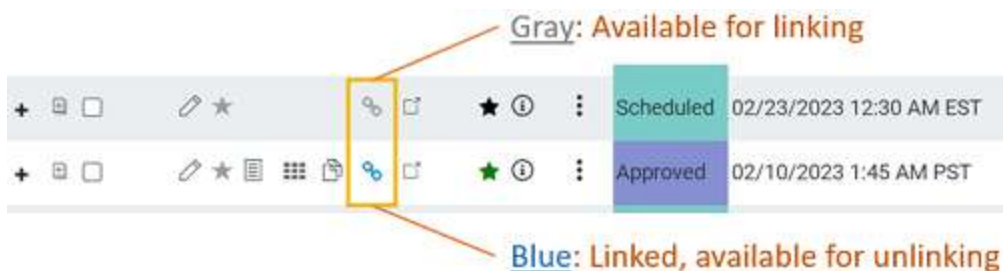 Gray: Available for linking
Scheduled 02/23/2023 12:30 AM EST
Approved 02/10/2023 1:45 AM PST
Blue: Linked, available for unlinking